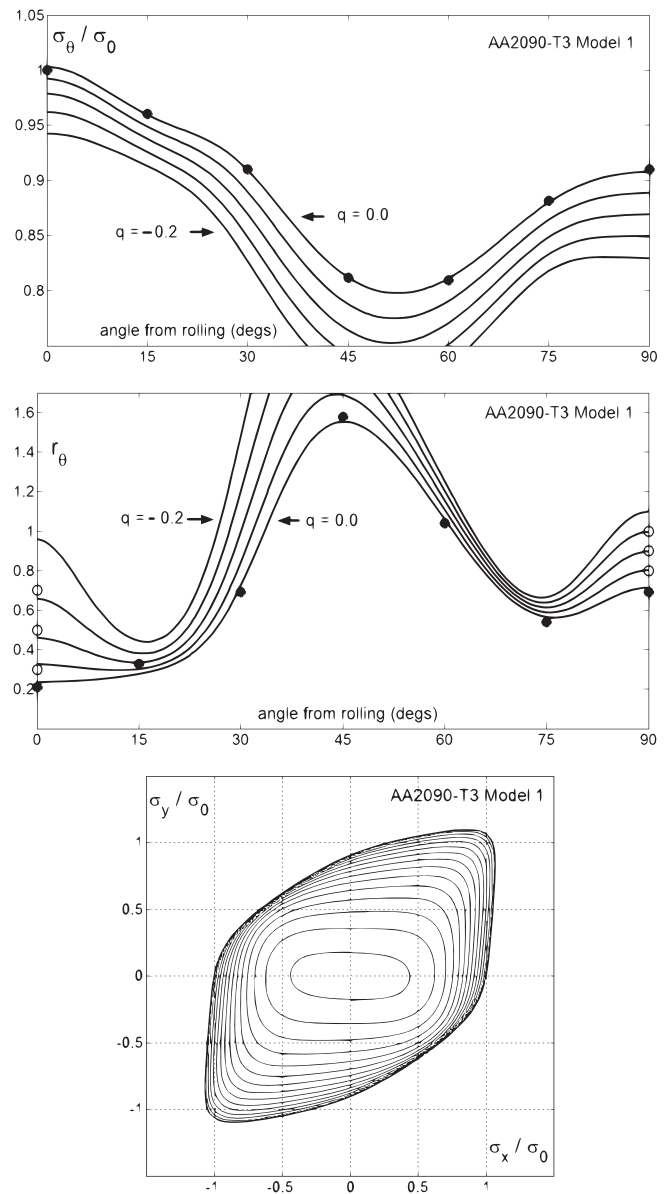 1.05
σθ / σ0
AA2090-T3 Model 1
1
0.95
0.9
q = 0.0
q = -0.2
0.85
0.8
angle from rolling (degs)
0 15 30 45 60 75 90
1.6
AA2090-T3 Model 1
1.4
rθ
1.2
q = -0.2
q = 0.0
1
0.8
0.6
0.4
0.2
angle from rolling (degs)
0 15 30 45 60 75 90
σy / σ0
AA2090-T3 Model 1
1
0.5
0
-0.5
-1
σx / σ0
-1 -0.5 0 0.5 1